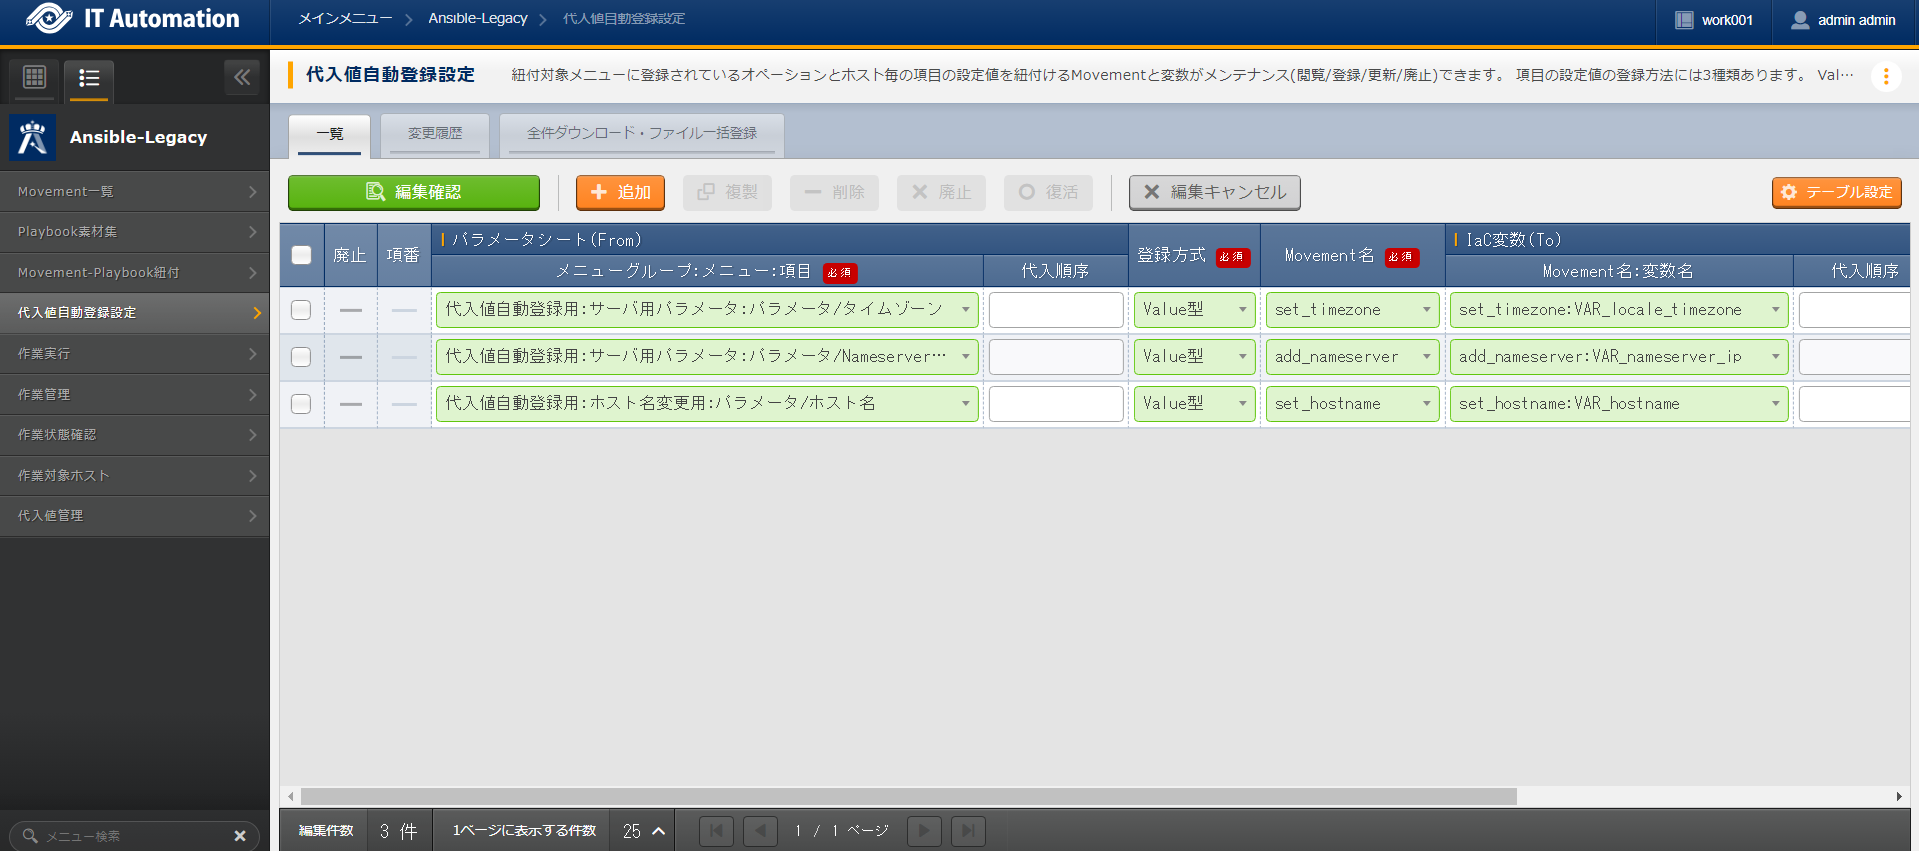 IT Automation
メインメニュー > Ansible-Legacy > 代入値自動登録設定
work001
admin admin
代入値自動登録設定
紐付対象メニューに登録されているオペレーションとホスト毎の項目の設定値を紐付けるMovementと変数がメンテナンス(閲覧/登録/更新/廃止)できます。 項目の設定値の登録方法には3種類あります。 Val…
Ansible-Legacy
Movement一覧
Playbook素材集
Movement-Playbook紐付
代入値自動登録設定
作業実行
作業管理
作業状態確認
作業対象ホスト
代入値管理
メニュー検索
一覧 変更履歴 全件ダウンロード・ファイル一括登録
編集確認 追加 複製 削除 廃止 復活 編集キャンセル テーブル設定
廃止 項番 パラメータシート(From) 登録方式 必須 Movement名 必須 IaC変数(To)
メニューグループ:メニュー:項目 必須 代入順序 Movement名:変数名 代入順序
代入値自動登録用:サーバ用パラメータ:パラメータ/タイムゾーン Value型 set_timezone set_timezone:VAR_locale_timezone
代入値自動登録用:サーバ用パラメータ:パラメータ/Nameserver… Value型 add_nameserver add_nameserver:VAR_nameserver_ip
代入値自動登録用:ホスト名変更用:パラメータ/ホスト名 Value型 set_hostname set_hostname:VAR_hostname
編集件数 3 件 1ページに表示する件数 25 1 / 1 ページ